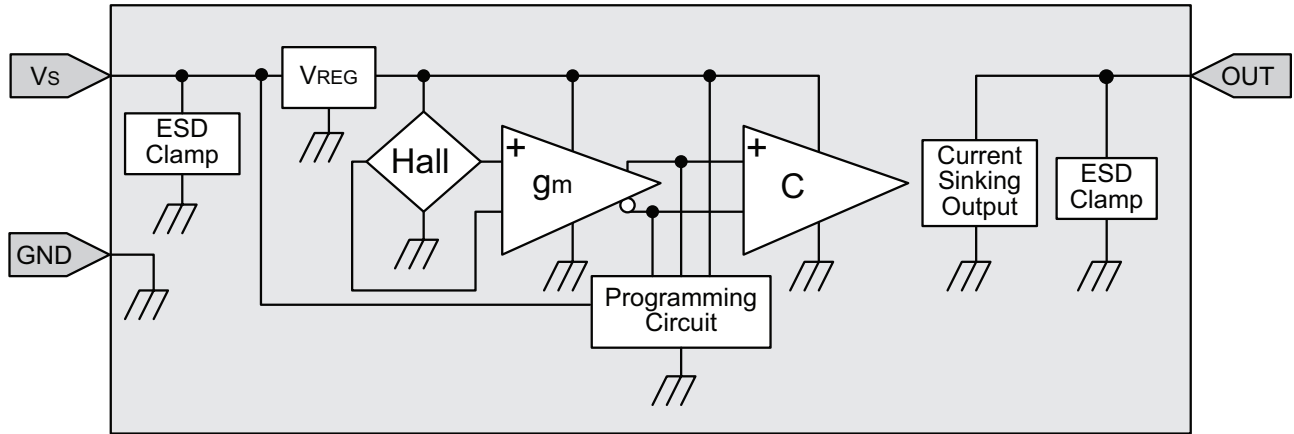 Vs
VREG
OUT
ESD
Clamp
Hall
+
gm
+
C
Current
Sinking
Output
ESD
Clamp
GND
Programming
Circuit